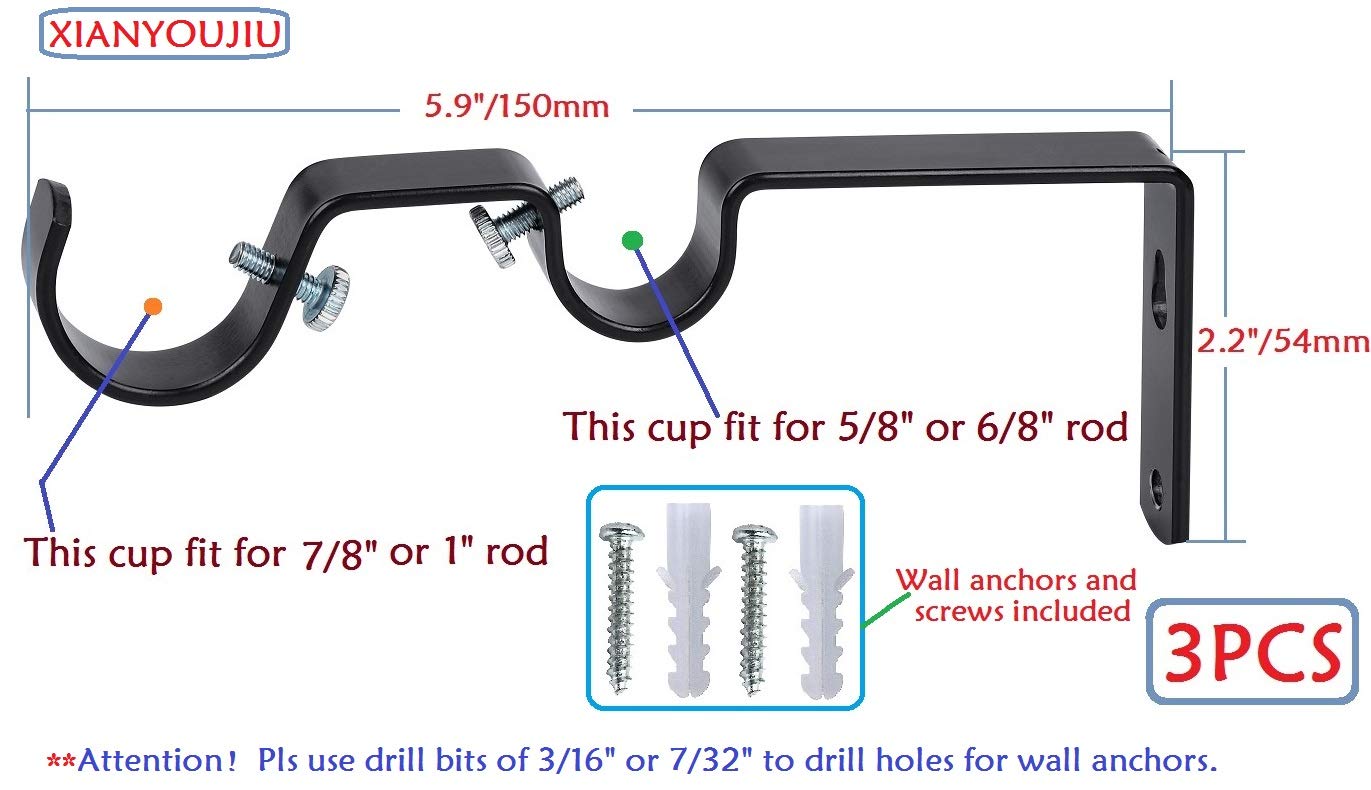 XIANYOUJIU
5.9"/150mm
2.2"/54mm
This cup fit for 5/8" or 6/8" rod
This cup fit for 7/8" or 1" rod
Wall anchors and
screws included
3PCS
**Attention! Pls use drill bits of 3/16" or 7/32" to drill holes for wall anchors.